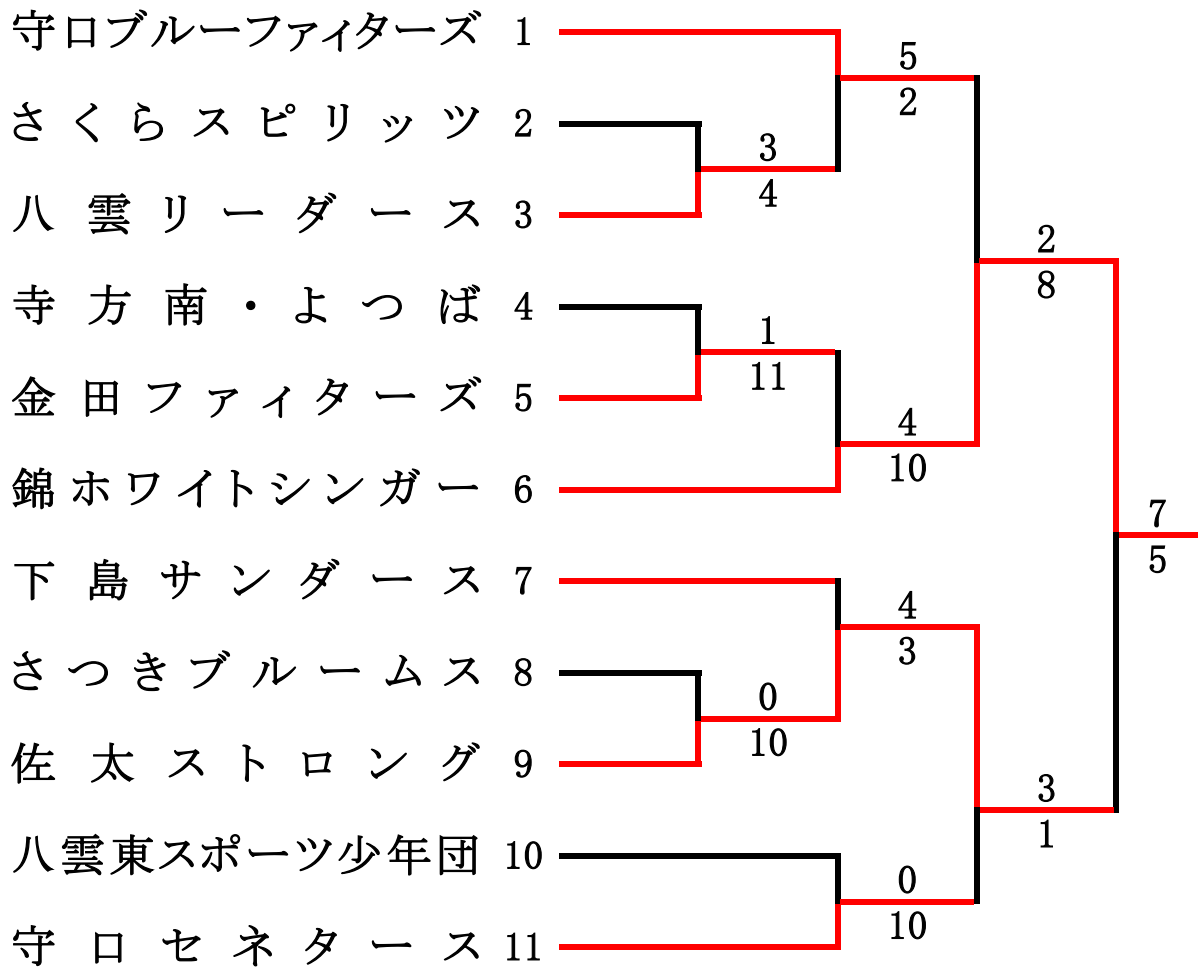 守口ブルーファイターズ 1
さくらスピリッツ 2
八雲リーダース 3
寺方南・よつば 4
金田ファイターズ 5
錦ホワイトシンガー 6
下島サンダース 7
さつきブルームス 8
佐太ストロング 9
八雲東スポーツ少年団 10
守口セネタース 11
3
4
1
11
0
10
5
2
4
10
4
3
0
10
2
8
3
1
7
5